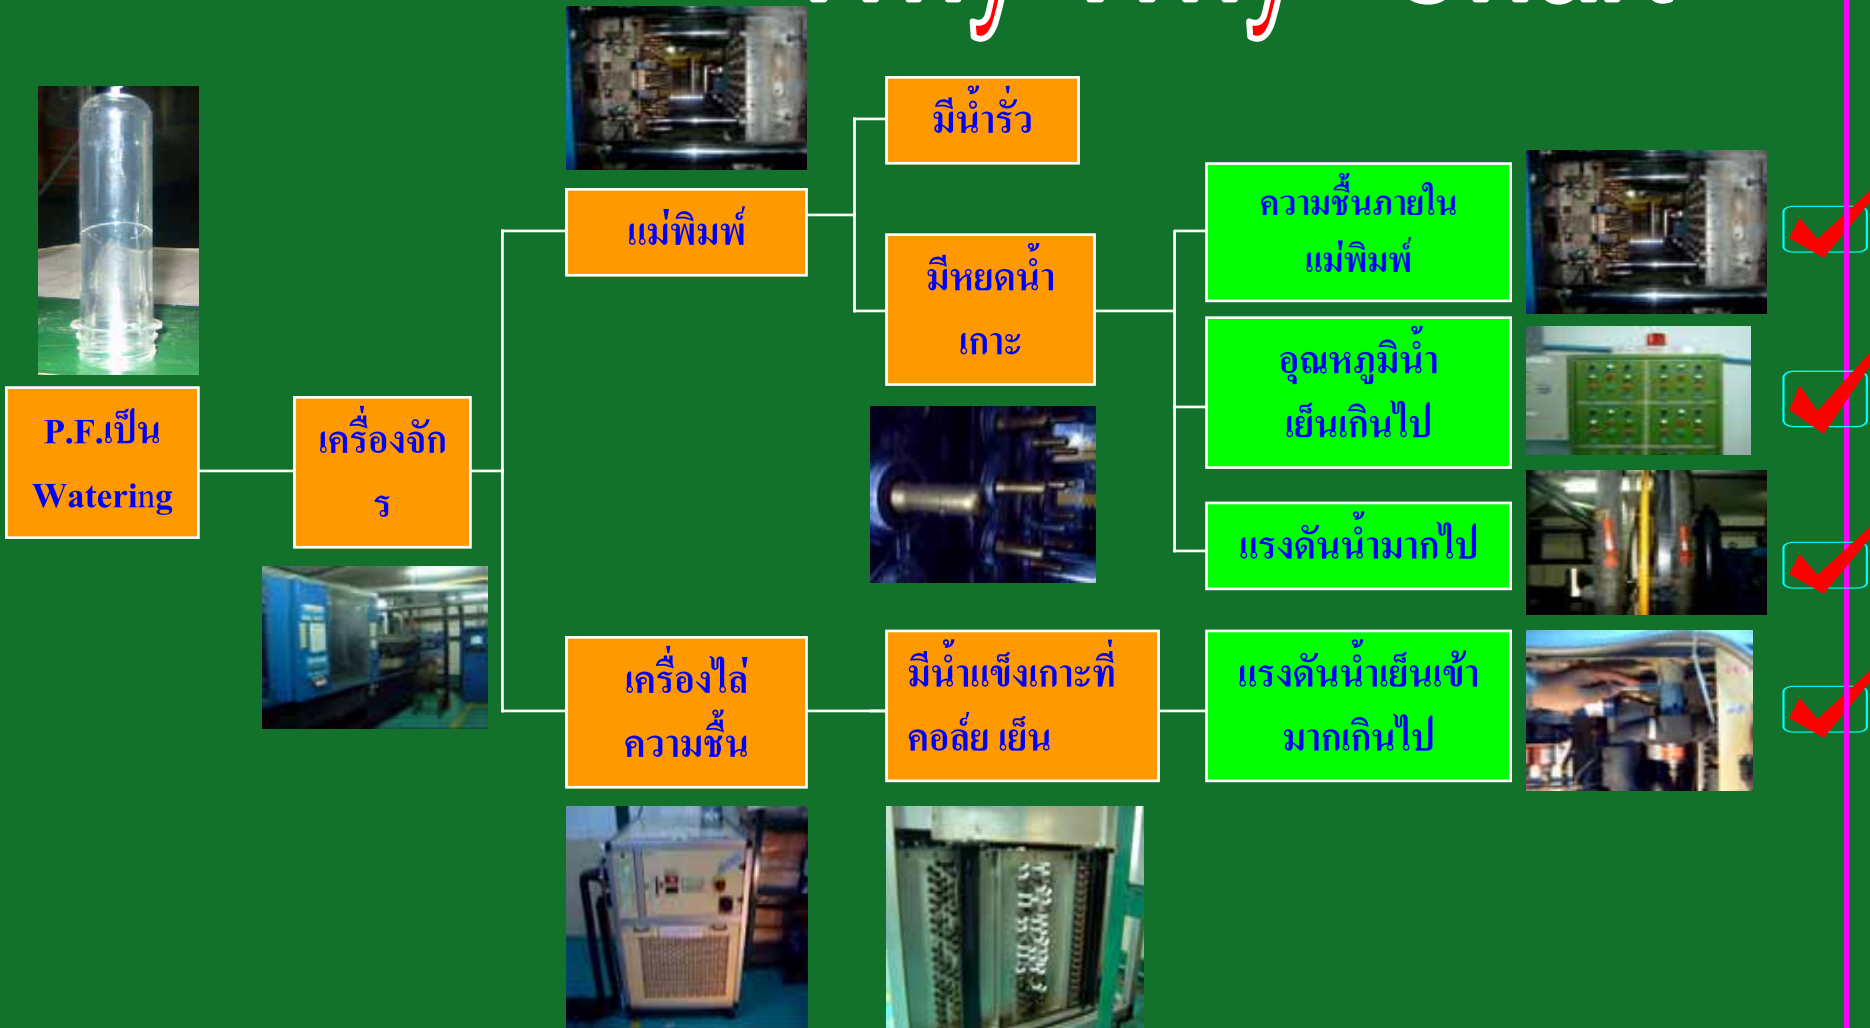 มีน้ำรั่ว
แม่พิมพ์
มีหยดน้ำ
เกาะ
ความชื้นภายใน
แม่พิมพ์
อุณหภูมิน้ำ
เย็นเกินไป
แรงดันน้ำมากไป
P.F.เป็น
Watering
เครื่องจัก
ร
เครื่องไล่
ความชื้น
มีน้ำแข็งเกาะที่
คอล์ย เย็น
แรงดันน้ำเย็นเข้า
มากเกินไป